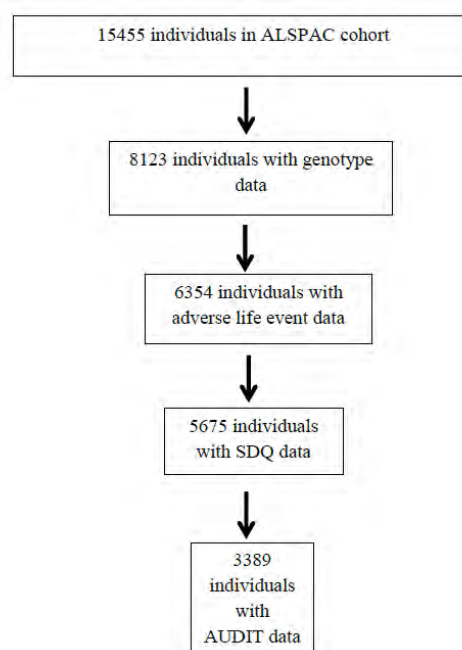 15455 individuals in ALSPAC cohort
8123 individuals with genotype
data
6354 individuals with
adverse life event data
5675 individuals
with SDQ data
3389
individuals
with
AUDIT data